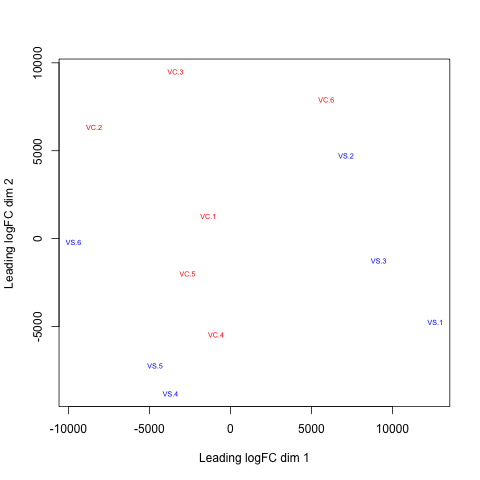 10000
5000
0
-5000
Leading logFC dim 2
VC.3
VC.6
VC.2
VS.2
VC.1
VS.6
VS.3
VC.5
VS.1
VC.4
VS.5
VS.4
-10000 -5000 0 5000 10000
Leading logFC dim 1